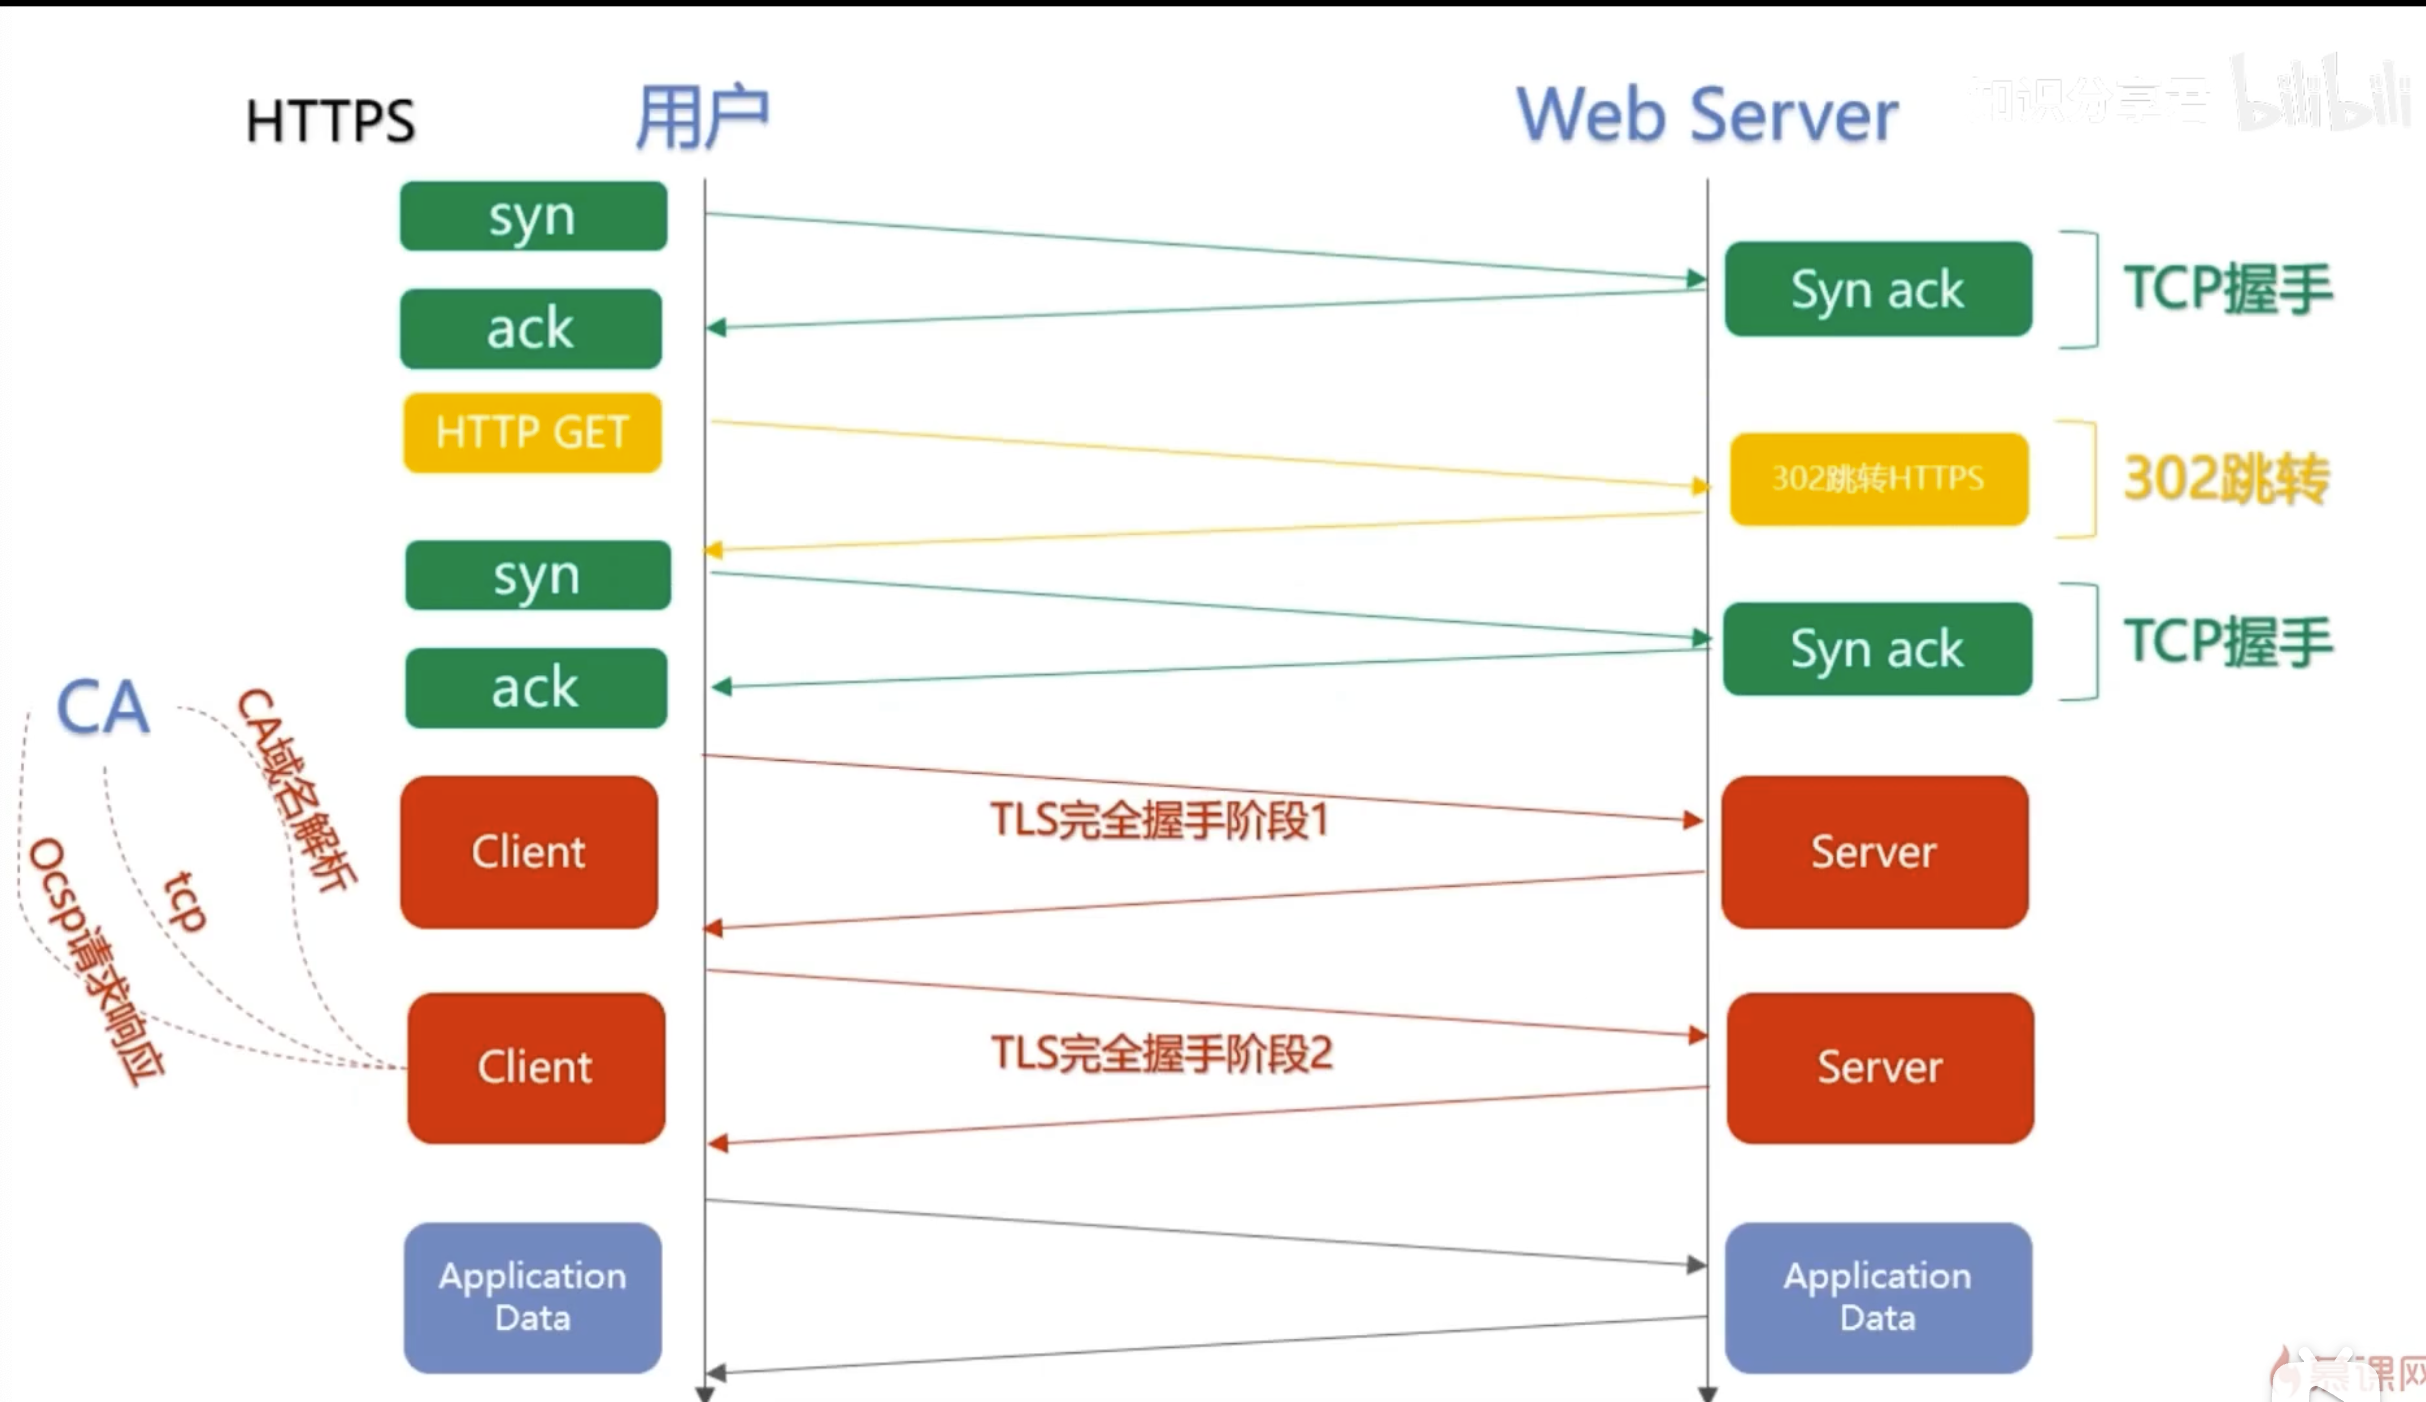 HTTPS
用户
Web Server
知识分享号
bilibili
syn
Syn ack
TCP握手
ack
HTTP GET
302跳转HTTPS
302跳转
syn
Syn ack
TCP握手
ack
CA
CA域名解析
tcp
Ocsp请求响应
Client
TLS完全握手阶段1
Server
Client
TLS完全握手阶段2
Server
Application
Data
Application
Data
慕课网